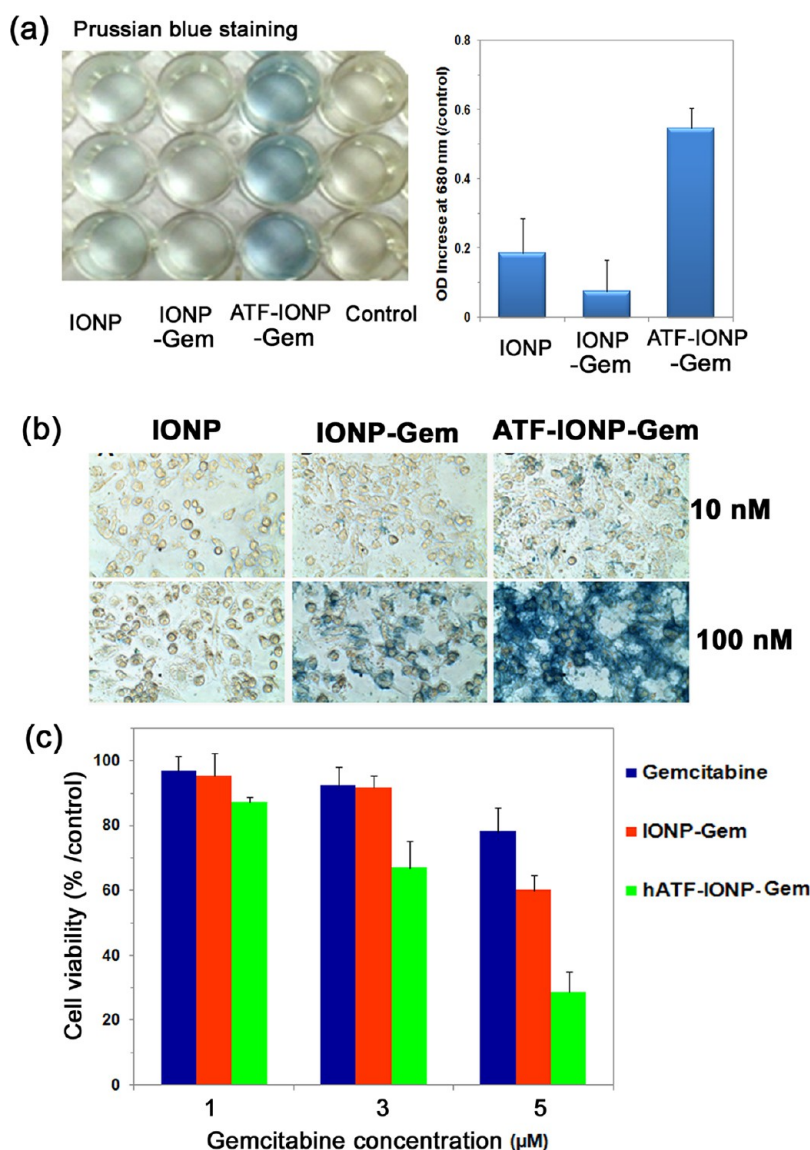 (a) Prussian blue staining
IONP
IONP
-Gem
ATF-IONP
-Gem
Control
OD Increse at 680 nm (/control)
0.8
0.6
0.4
0.2
0
IONP
IONP
-Gem
ATF-IONP
-Gem
(b)
IONP
IONP-Gem
ATF-IONP-Gem
10 nM
100 nM
(c)
Cell viability (% /control)
100
80
60
40
20
0
1
3
5
Gemcitabine concentration (µM)
Gemcitabine
IONP-Gem
hATF-IONP-Gem